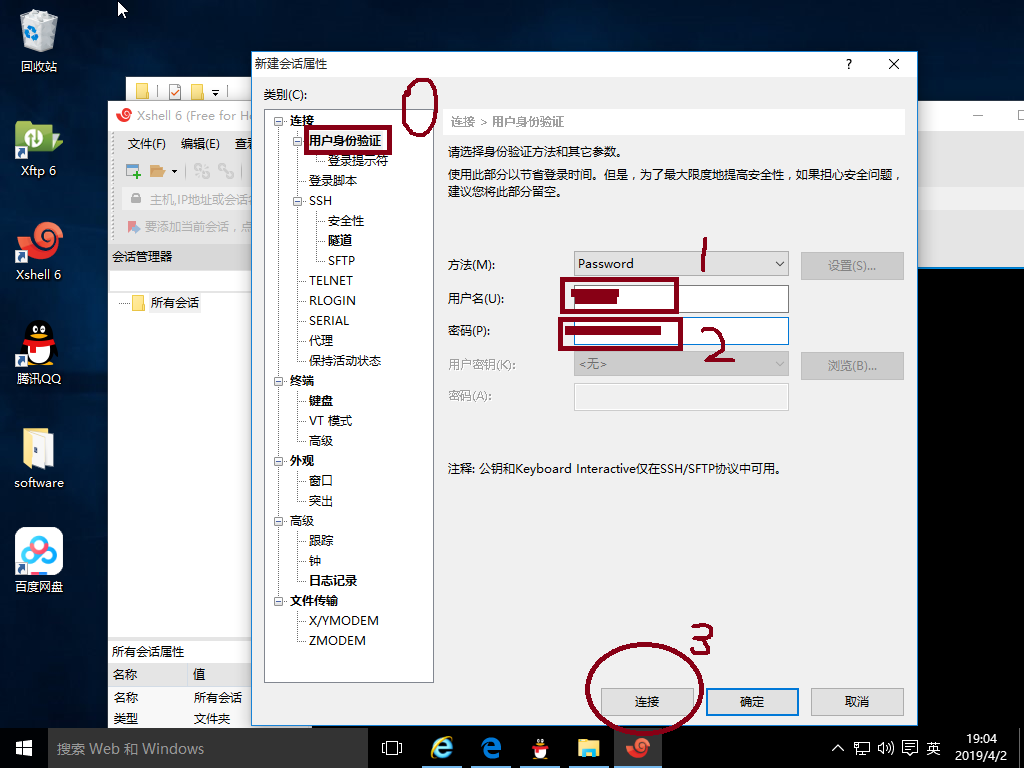 回收站
Xftp 6
Xshell 6
腾讯QQ
software
百度网盘
Xshell 6 (Free for H
文件(F) 编辑(E) 查
主机,IP地址或会话
要添加当前会话，点
会话管理器
所有会话
所有会话属性
名称 值
名称 所有会话
类型 文件夹
新建会话属性
?
类别(C):
0
连接
用户身份验证
登录提示符
登录脚本
SSH
安全性
隧道
SFTP
TELNET
RLOGIN
SERIAL
代理
保持活动状态
终端
键盘
VT 模式
高级
外观
窗口
突出
高级
跟踪
钟
日志记录
文件传输
X/YMODEM
ZMODEM
连接 > 用户身份验证
请选择身份验证方法和其它参数。
使用此部分以节省登录时间。但是，为了最大限度地提高安全性，如果担心安全问题，
建议您将此部分留空。
方法(M): Password 1 设置(S)...
用户名(U):
密码(P): 2
用户密钥(K): <无> 浏览(B)...
密码(A):
注释: 公钥和Keyboard Interactive仅在SSH/SFTP协议中可用。
3
连接 确定 取消
搜索 Web 和 Windows
英
19:04
2019/4/2